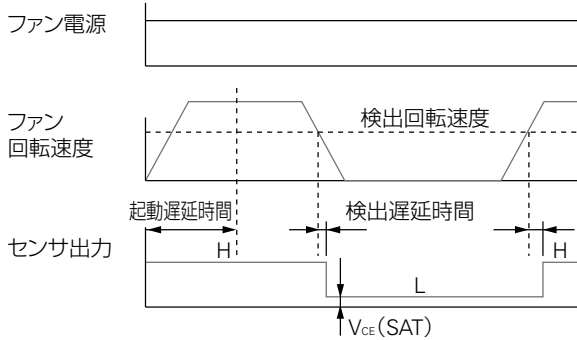 ファン電源
ファン
回転速度
検出回転速度
起動遅延時間
検出遅延時間
センサ出力
H
H
L
VCE(SAT)